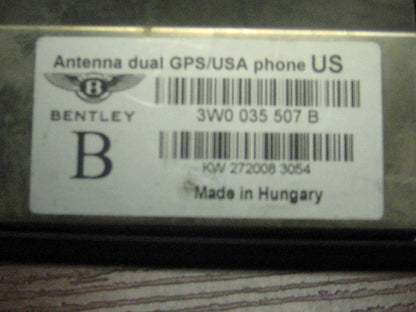 Antenna dual GPS/USA phone US
B
BENTLEY
3W0 035 507 B
B
KW 272008 3054
Made in Hungary